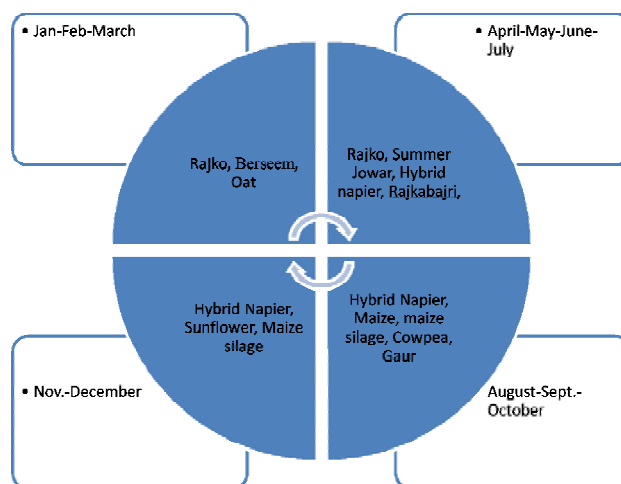 • Jan-Feb-March
• April-May-June-
July
Rajko, Berseem,
Oat
Rajko, Summer
Jowar, Hybrid
napier, Rajkabajri,
Hybrid Napier,
Sunflower, Maize
silage
Hybrid Napier,
Maize, maize
silage, Cowpea,
Gaur
• Nov.-December
August-Sept.-
October